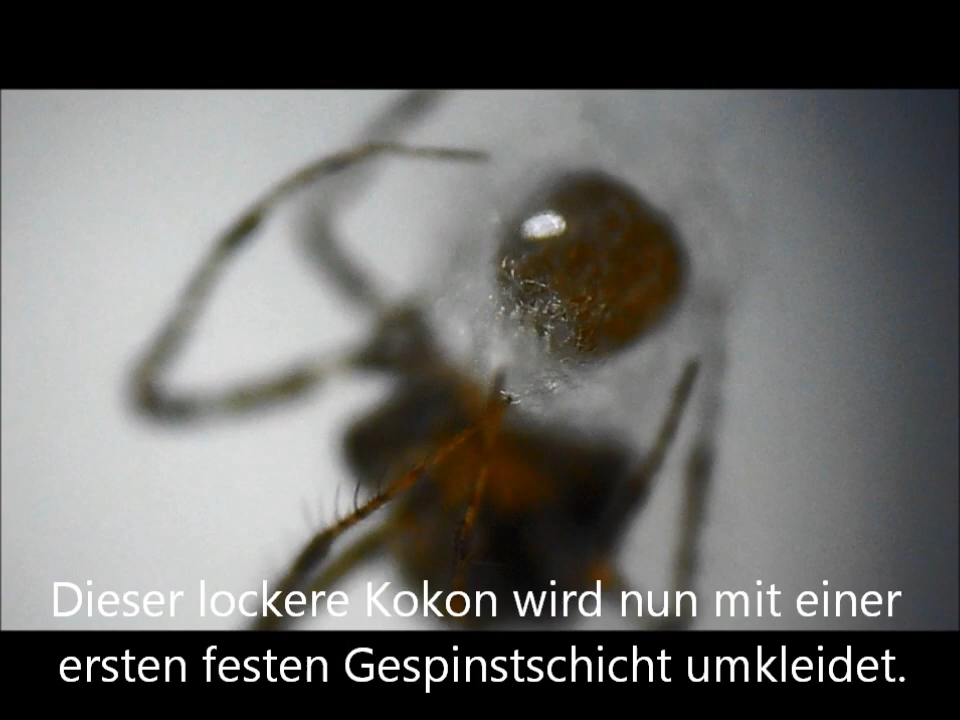 Dieser lockere Kokon wird nun mit einer
ersten festen Gespinstschicht umkleidet.